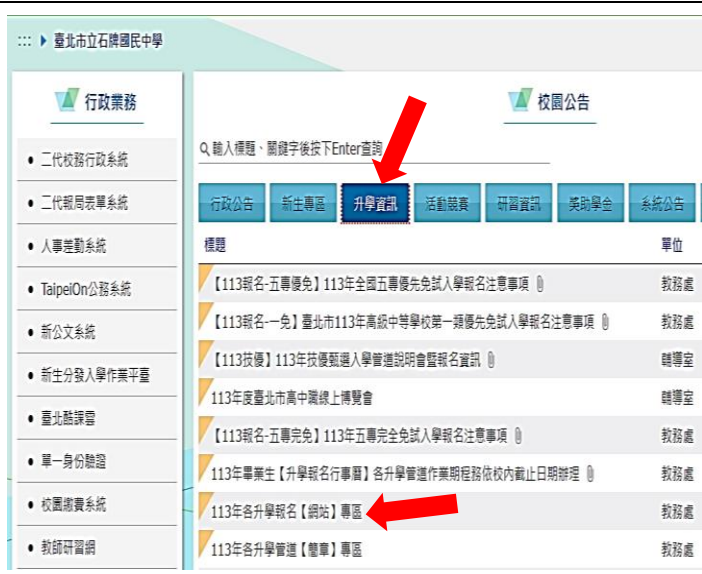 ::: 臺北市立石牌國民中學
行政業務
• 二代校務行政系統
• 二代報局表單系統
• 人事差勤系統
• TaipeiOn公務系統
• 新公文系統
• 新生分發入學作業平臺
• 臺北酷課雲
• 單一身份驗證
• 校園繳費系統
• 教師研習網
校園公告
輸入標題、關鍵字後按下Enter查詢
行政公告 新生專區 升學資訊 活動競賽 研習資訊 獎助學金 系統公告
標題 單位
【113報名-五專優免】113年全國五專優先免試入學報名注意事項 教務處
【113報名-一免】臺北市113年高級中等學校第一類優先免試入學報名注意事項 教務處
【113技優】113年技優甄選入學管道說明會暨報名資訊 輔導室
113年度臺北市高中職線上博覽會 輔導室
【113報名-五專完免】113年五專完全免試入學報名注意事項 教務處
113年畢業生【升學報名行事曆】各升學管道作業期程務依校內截止日期辦理 教務處
113年各升學報名【網站】專區 教務處
113年各升學管道【簡章】專區 教務處